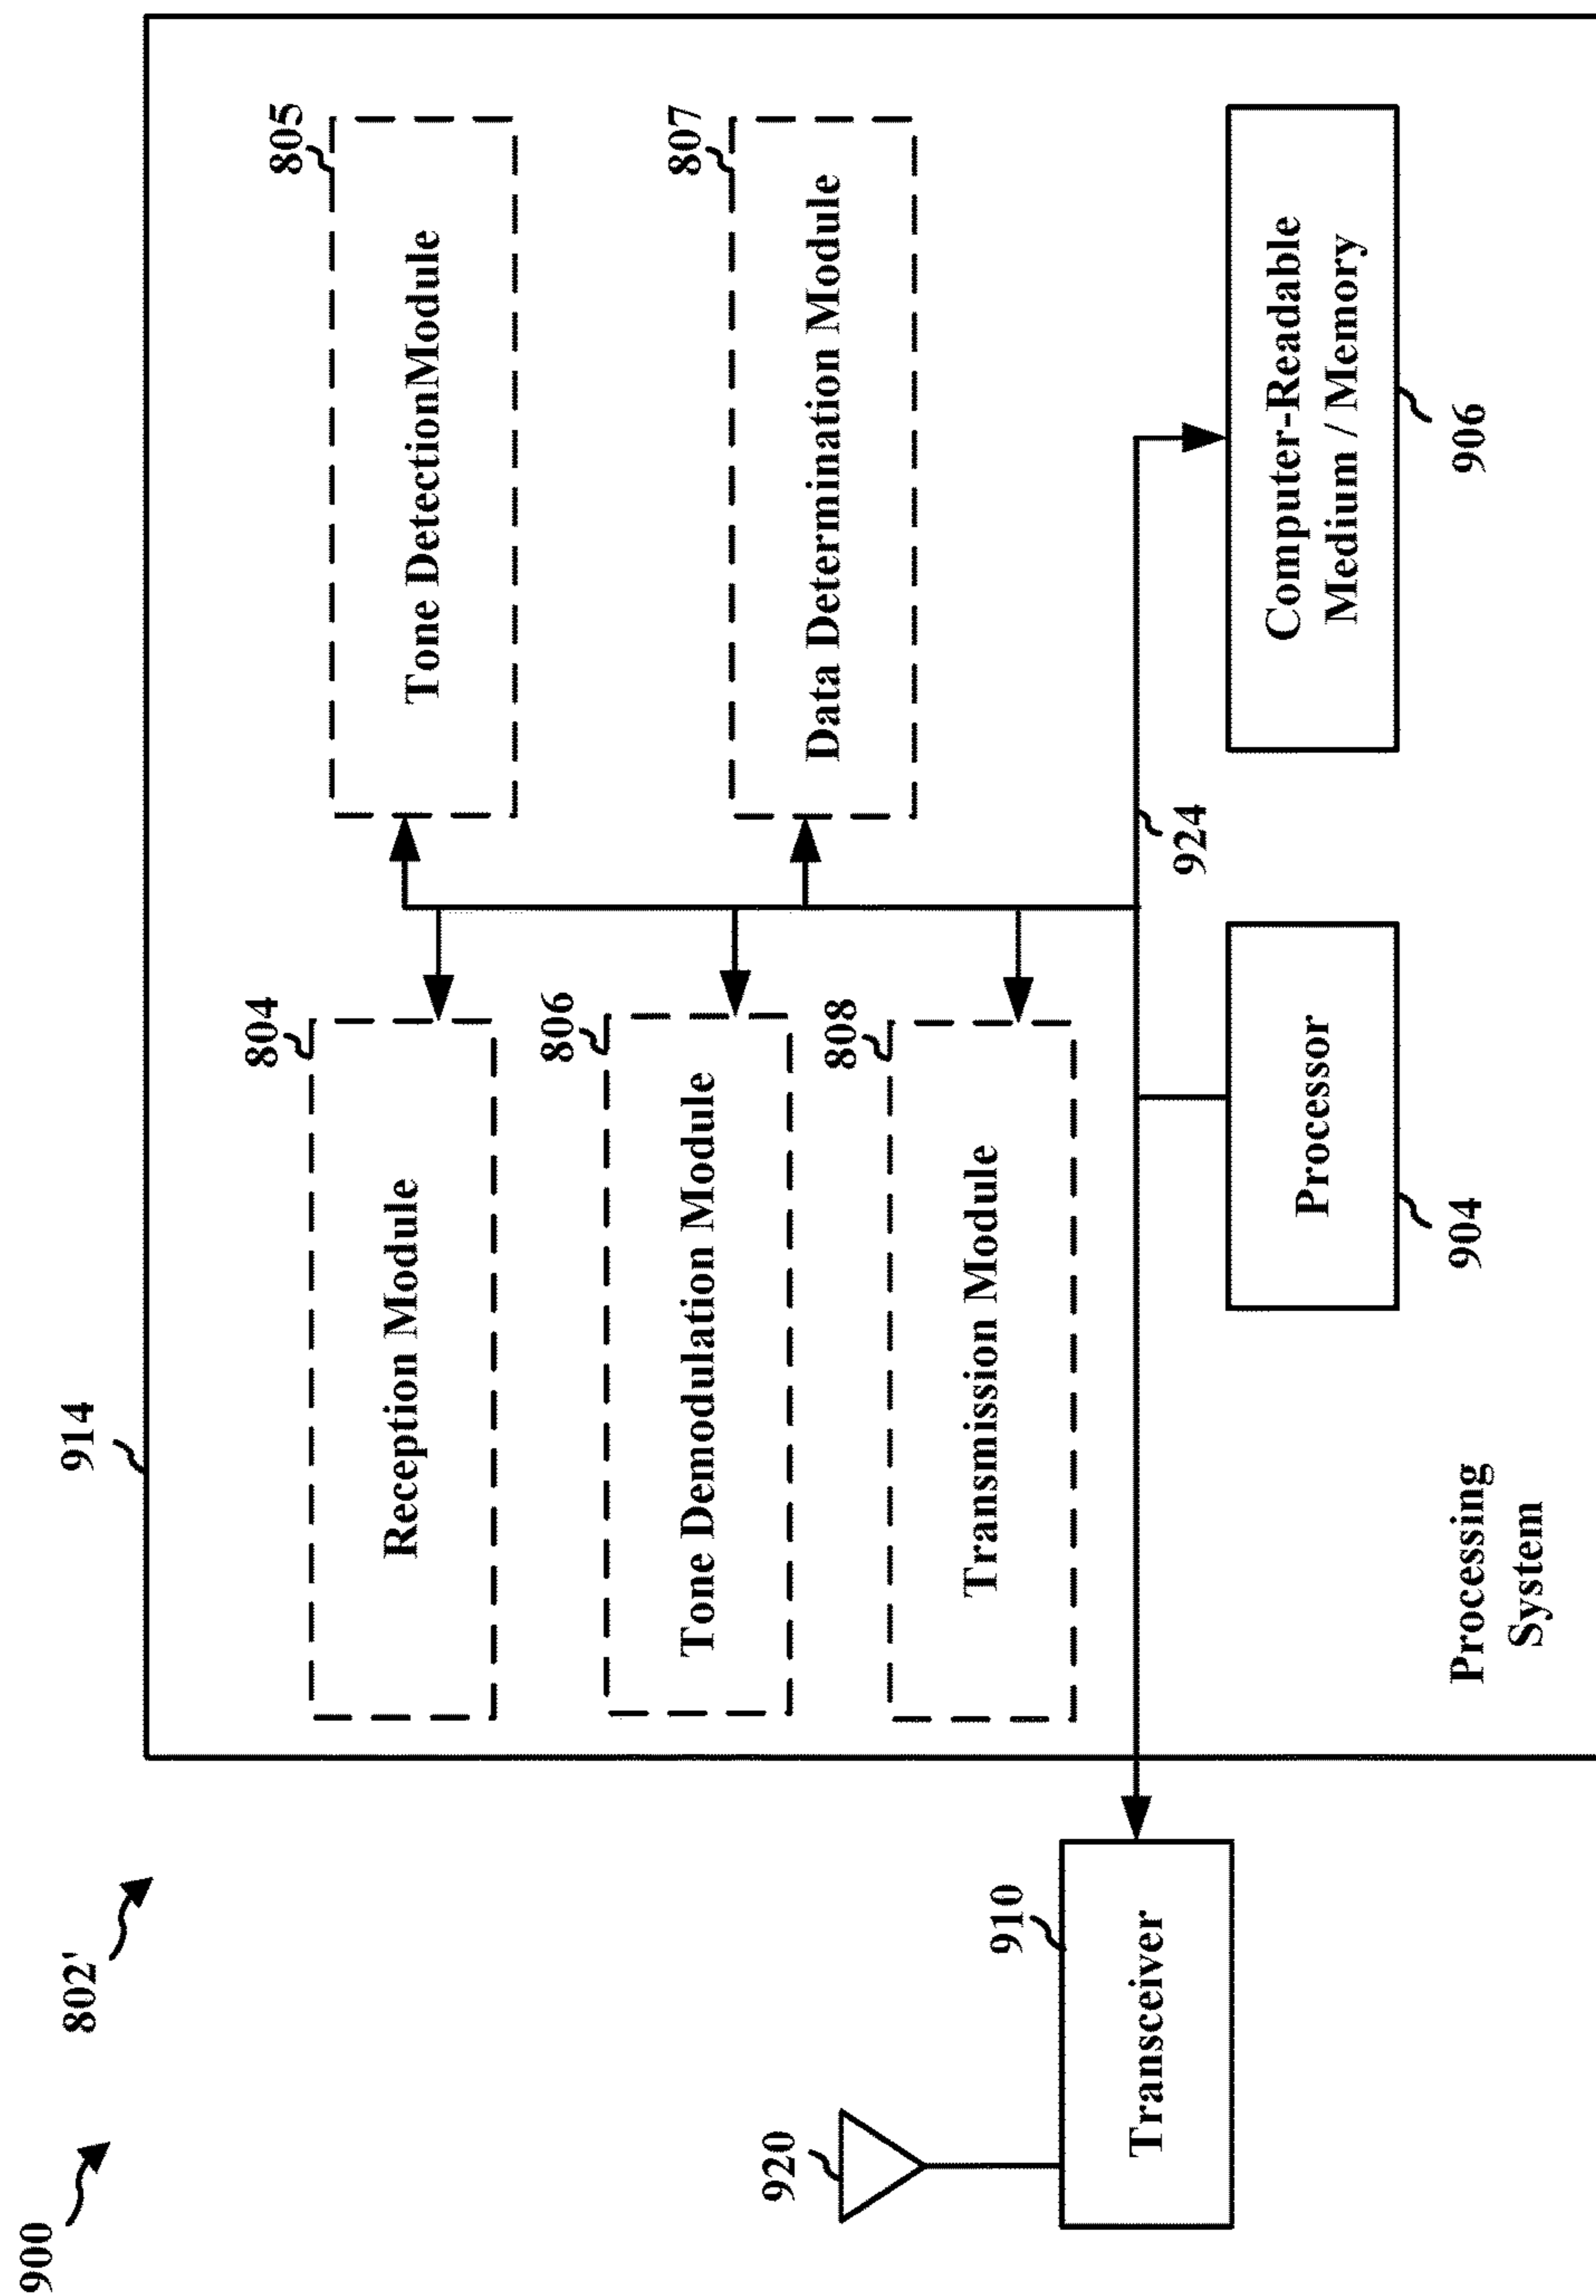 900
802'
914
804
Reception Module
805
Tone DetectionModule
806
Tone Demodulation Module
807
Data Determination Module
808
Transmission Module
920
910
Transceiver
924
Processor
904
Computer-Readable
Medium / Memory
906
Processing
System